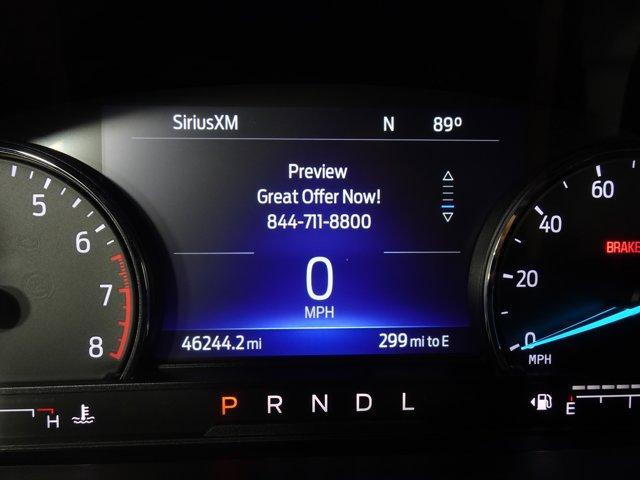 SiriusXM N 89°
Preview
Great Offer Now!
844-711-8800
0
MPH
46244.2 mi 299 mi to E
5
6
7
8
H
P R N D L
60
40
20
0
MPH
BRAKE
E